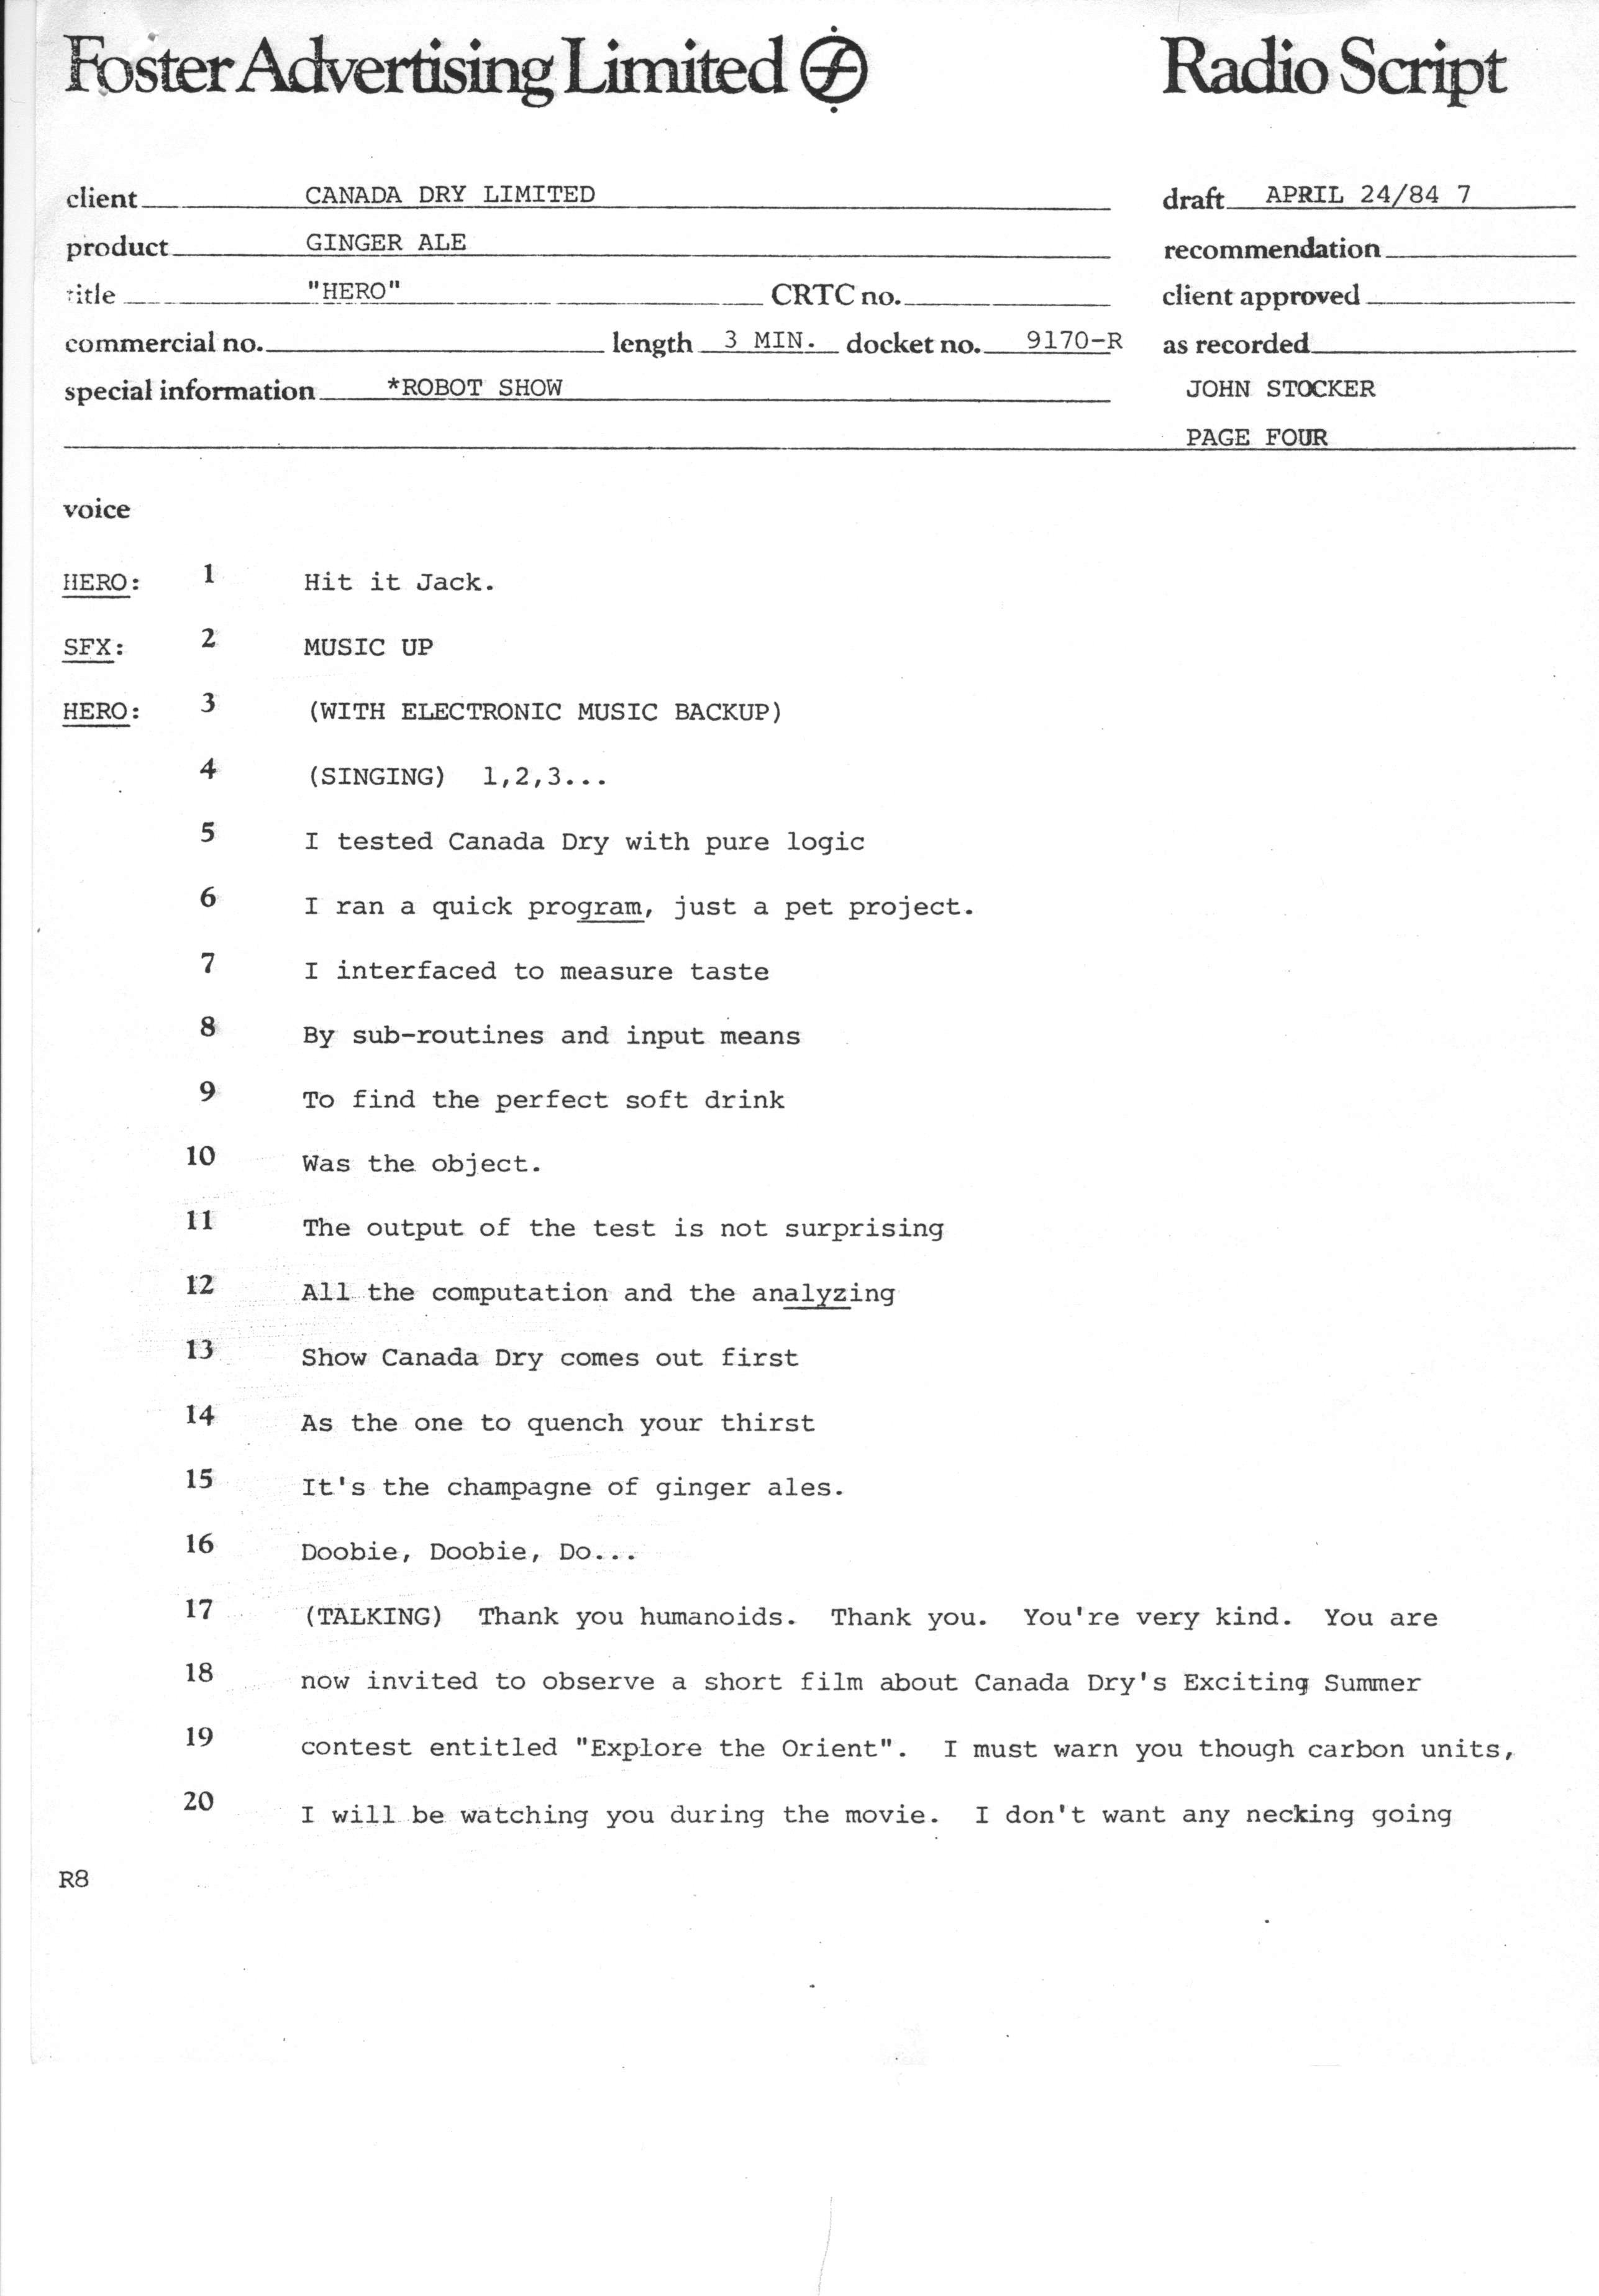 Foster Advertising Limited f Radio Script
client CANADA DRY LIMITED draft APRIL 24/84 7
product GINGER ALE recommendation
title "HERO" CRTC no. client approved
commercial no. length 3 MIN. docket no. 9170-R as recorded
special information *ROBOT SHOW JOHN STOCKER
PAGE FOUR
voice
HERO: 1 Hit it Jack.
SFX: 2 MUSIC UP
HERO: 3 (WITH ELECTRONIC MUSIC BACKUP)
4 (SINGING) 1,2,3...
5 I tested Canada Dry with pure logic
6 I ran a quick program, just a pet project.
7 I interfaced to measure taste
8 By sub-routines and input means
9 To find the perfect soft drink
10 Was the object.
11 The output of the test is not surprising
12 All the computation and the analyzing
13 Show Canada Dry comes out first
14 As the one to quench your thirst
15 It's the champagne of ginger ales.
16 Doobie, Doobie, Do...
17 (TALKING) Thank you humanoids. Thank you. You're very kind. You are
18 now invited to observe a short film about Canada Dry's Exciting Summer
19 contest entitled "Explore the Orient". I must warn you though carbon units,
20 I will be watching you during the movie. I don't want any necking going
R8